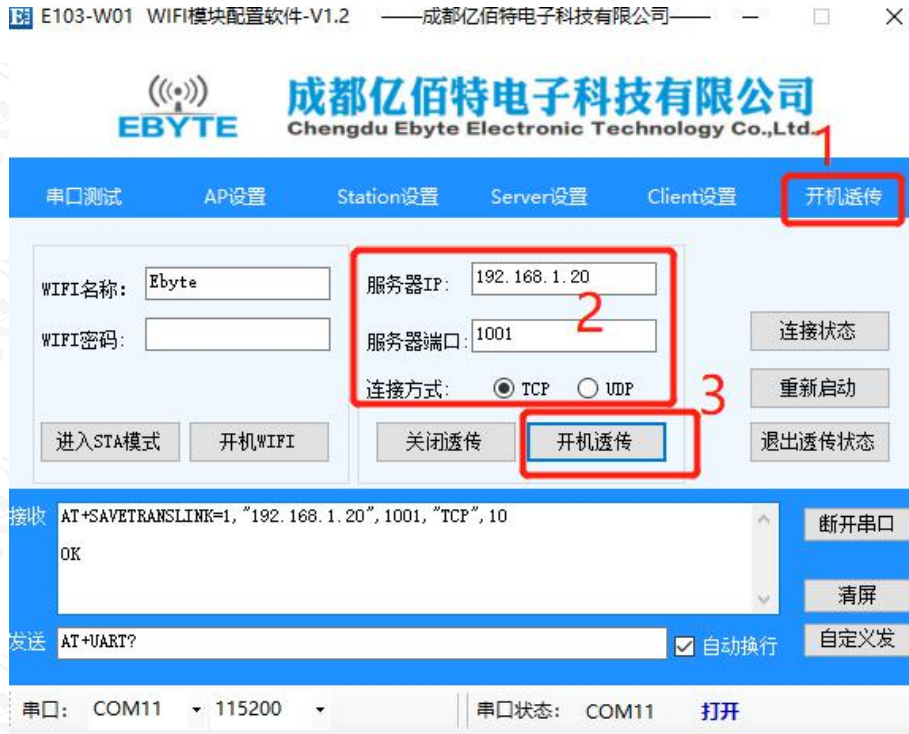 E103-W01 WIFI模块配置软件-V1.2 ——成都亿佰特电子科技有限公司——
EBYTE
成都亿佰特电子科技有限公司
Chengdu Ebyte Electronic Technology Co.,Ltd.
1
串口测试 AP设置 Station设置 Server设置 Client设置 开机透传
WIFI名称: Ebyte
WIFI密码:
服务器IP: 192.168.1.20
服务器端口: 1001
2
连接方式: TCP UDP
3
连接状态
重新启动
进入STA模式 开机WIFI 关闭透传 开机透传 退出透传状态
接收 AT+SAVETRANSLINK=1,"192.168.1.20",1001,"TCP",10
OK
断开串口
清屏
发送 AT+UART? 自动换行 自定义发
串口: COM11 115200 串口状态: COM11 打开